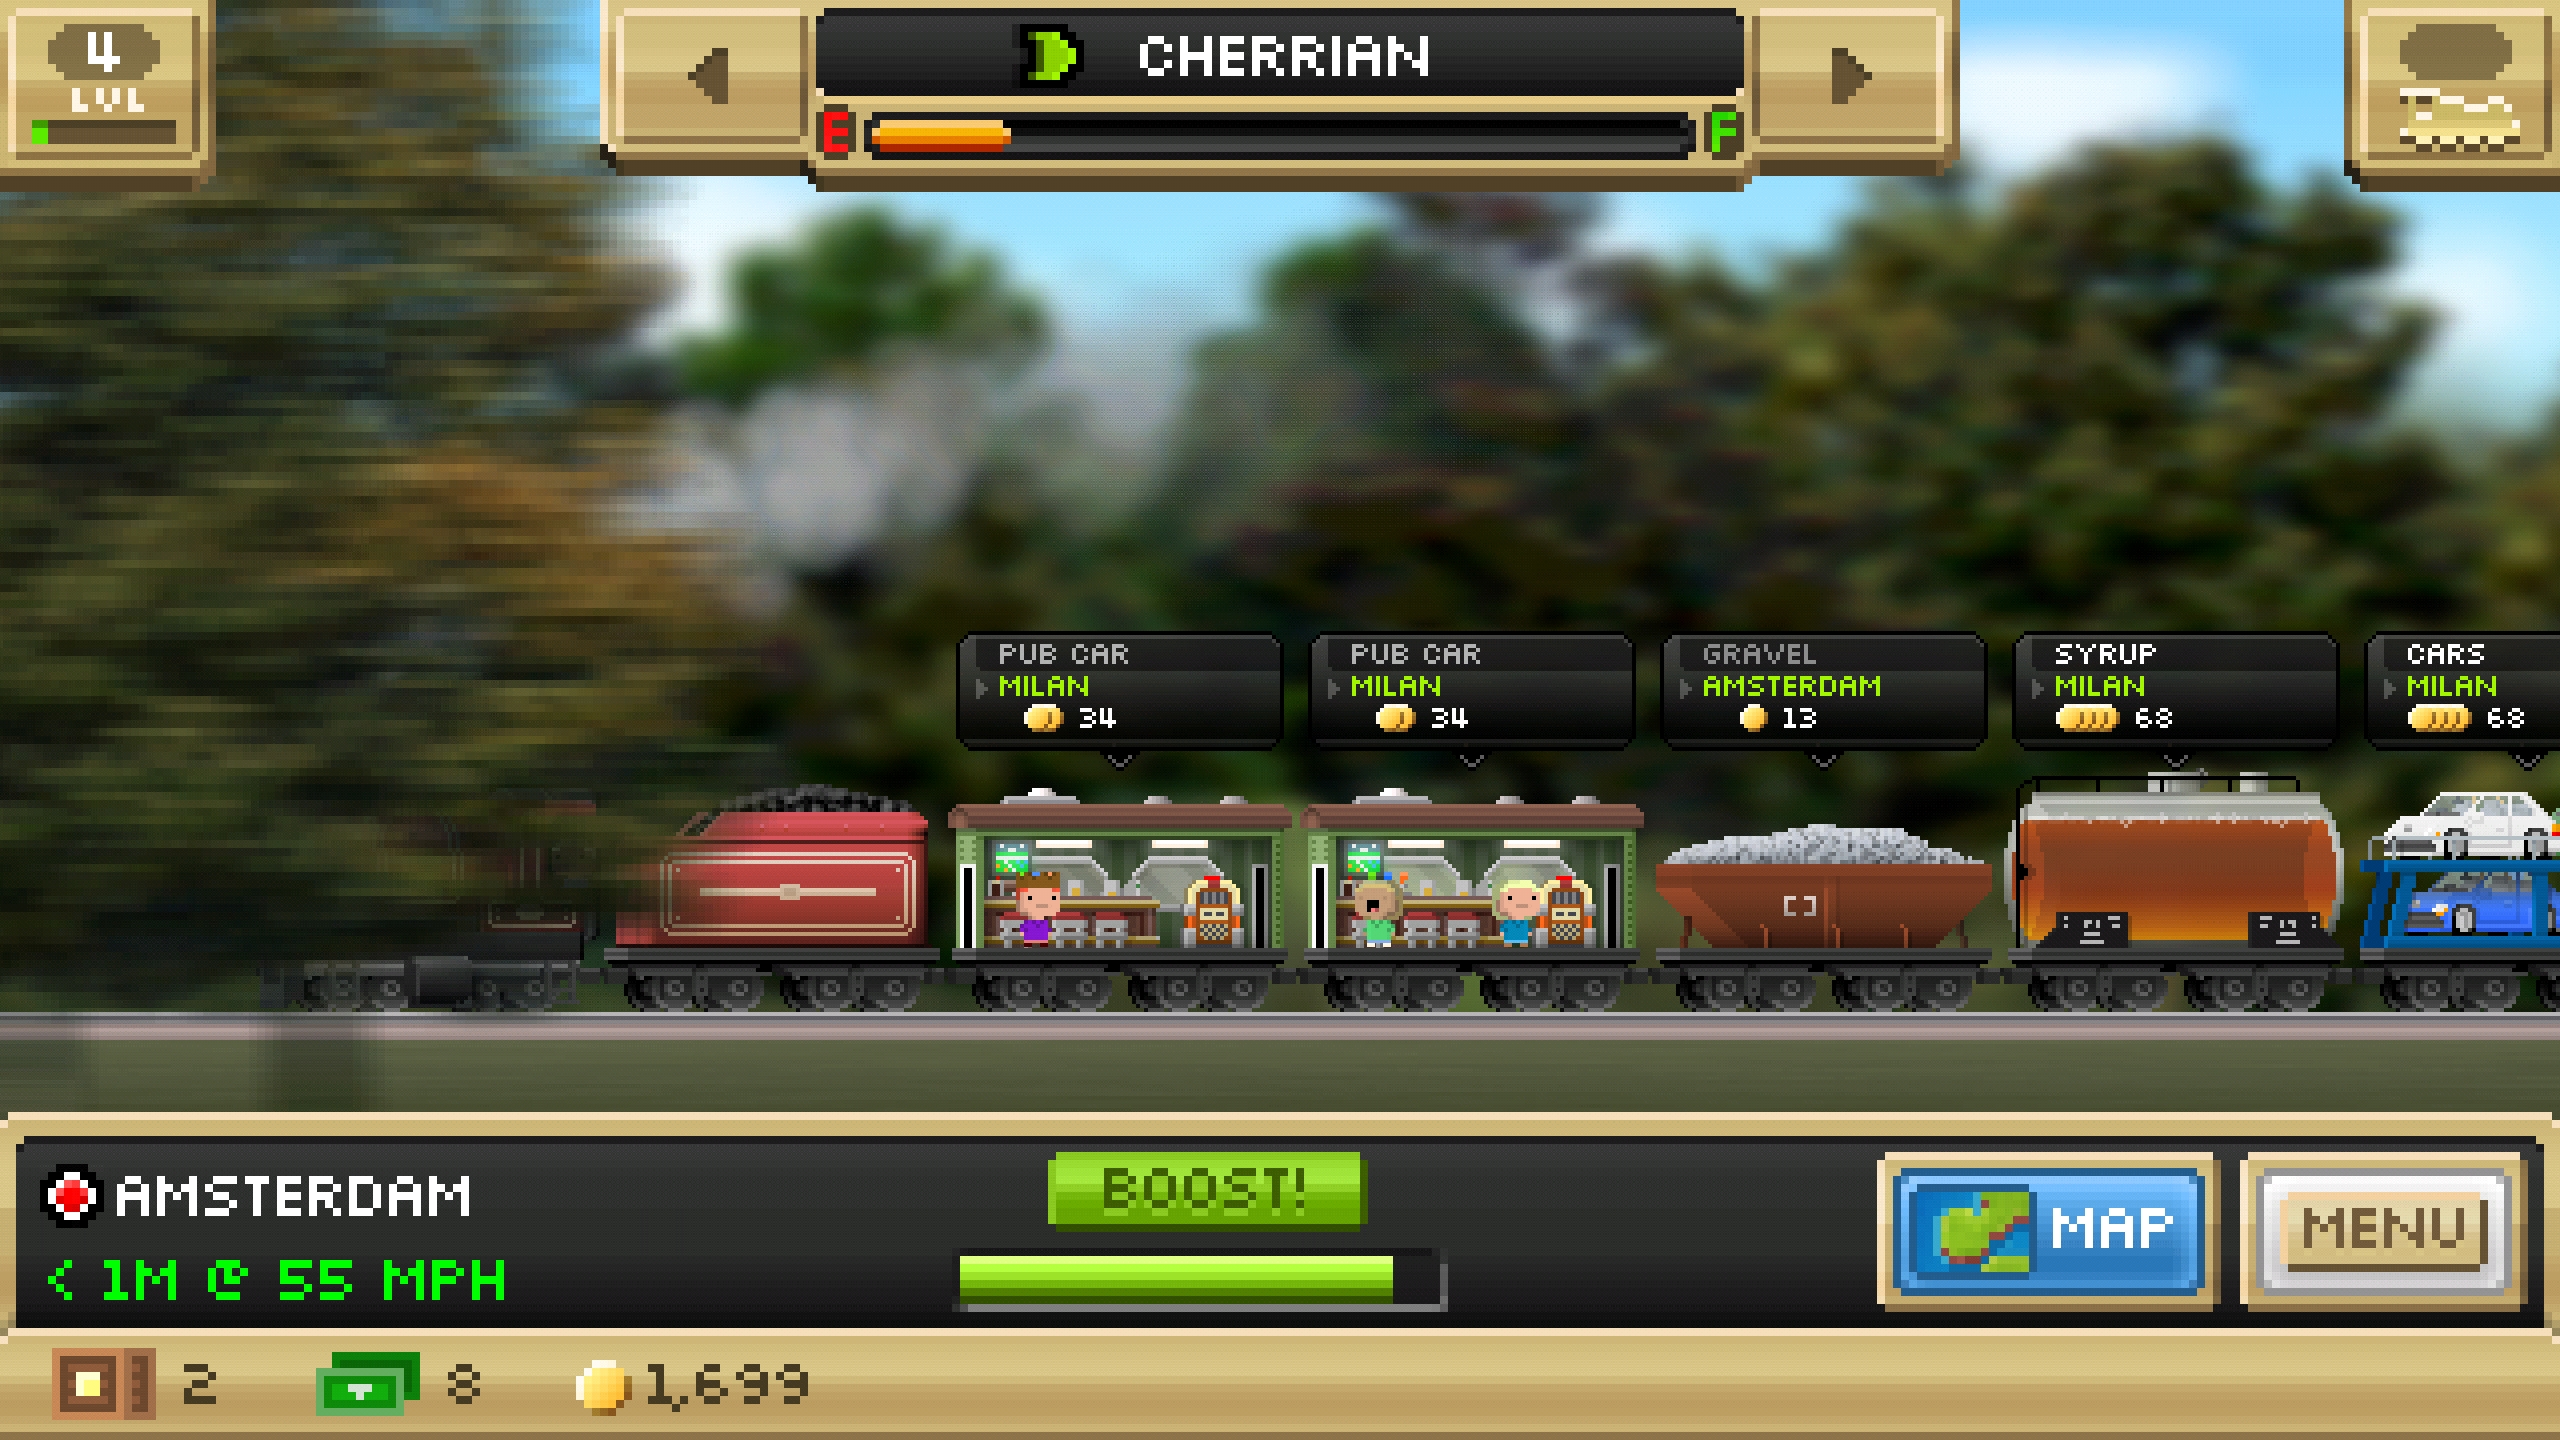 4
LVL
CHERRIAN
E F
PUB CAR
MILAN
34
PUB CAR
MILAN
34
GRAVEL
AMSTERDAM
13
SYRUP
MILAN
68
CARS
MILAN
68
AMSTERDAM
< 1M @ 55 MPH
BOOST!
MAP
MENU
2 8 1,699